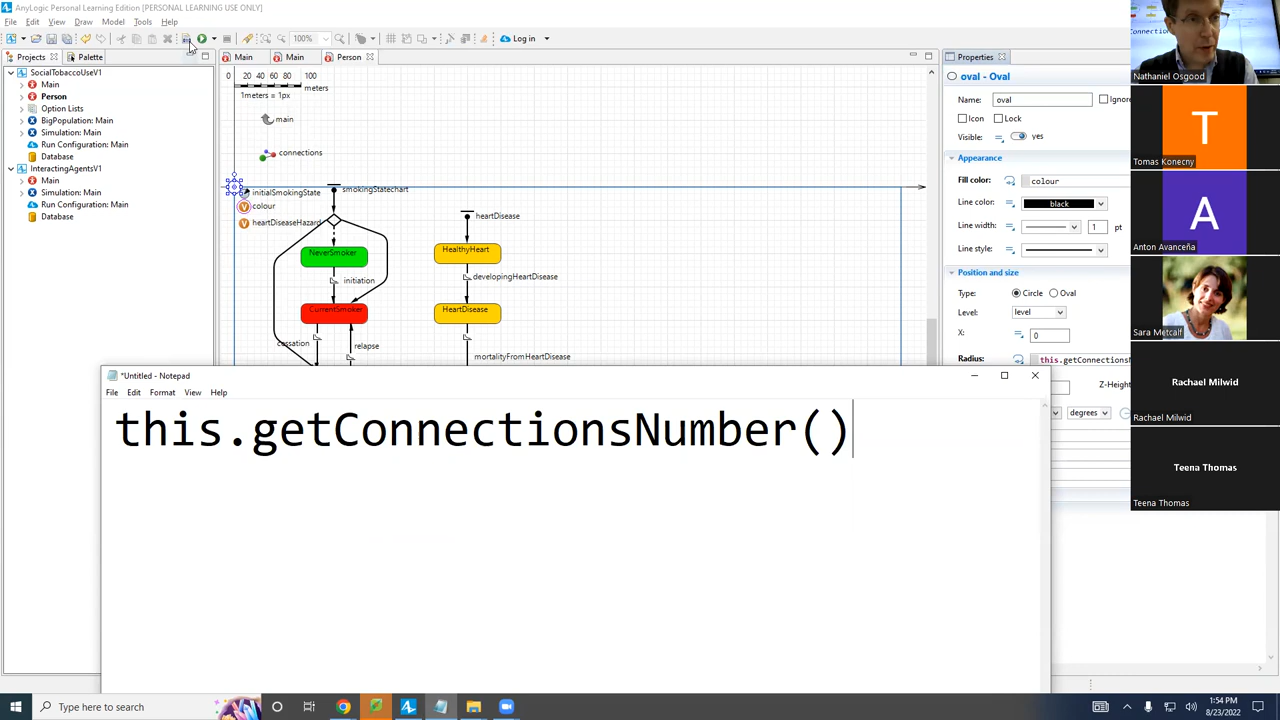 AnyLogic Personal Learning Edition [PERSONAL LEARNING USE ONLY]
File Edit View Draw Model Tools Help
100% Log in
Projects Palette Main Main Person Properties
SocialTobaccoUseV1
Main
Person
Option Lists
BigPopulation: Main
Simulation: Main
Run Configuration: Main
Database
InteractingAgentsV1
Main
Simulation: Main
Run Configuration: Main
Database
0 20 40 60 80 100
meters
1meters = 1px
main
connections
initialSmokingState
smokingStatechart
colour
heartDiseaseHazard
heartDisease
NeverSmoker
HealthyHeart
initiation
developingHeartDisease
CurrentSmoker
HeartDisease
cessation
relapse
mortalityFromHeartDisease
oval - Oval
Name: oval Ignore
Icon Lock
Visible: yes
Appearance
Fill color: colour
Line color: black
Line width: 1 pt
Line style:
Position and size
Type: Circle Oval
Level: level
X: 0
Radius: this.getConnections
Z-Height
degrees
*Untitled - Notepad
File Edit Format View Help
this.getConnectionsNumber()
Nathaniel Osgood
T
Tomas Konecny
A
Anton Avanceña
Sara Metcalf
Rachael Milwid
Rachael Milwid
Teena Thomas
Teena Thomas
Type here to search
1:54 PM
8/23/2022